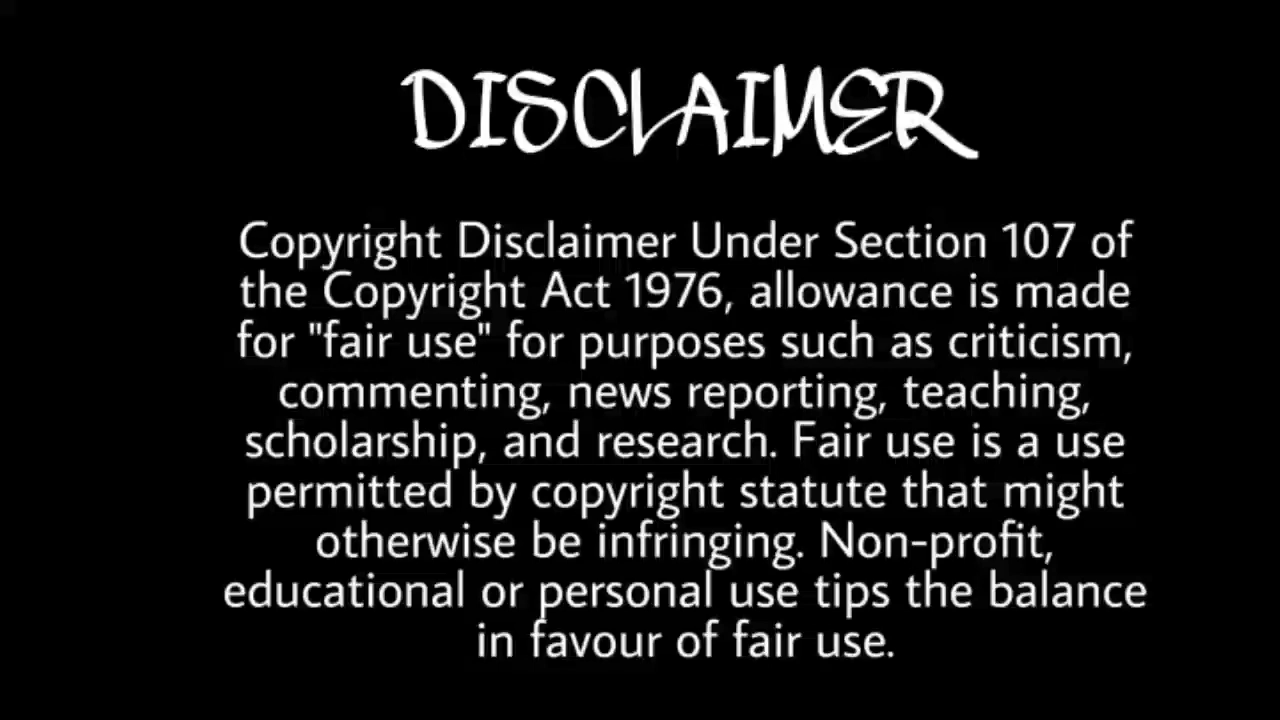 DISCLAIMER
Copyright Disclaimer Under Section 107 of
the Copyright Act 1976, allowance is made
for "fair use" for purposes such as criticism,
commenting, news reporting, teaching,
scholarship, and research. Fair use is a use
permitted by copyright statute that might
otherwise be infringing. Non-profit,
educational or personal use tips the balance
in favour of fair use.